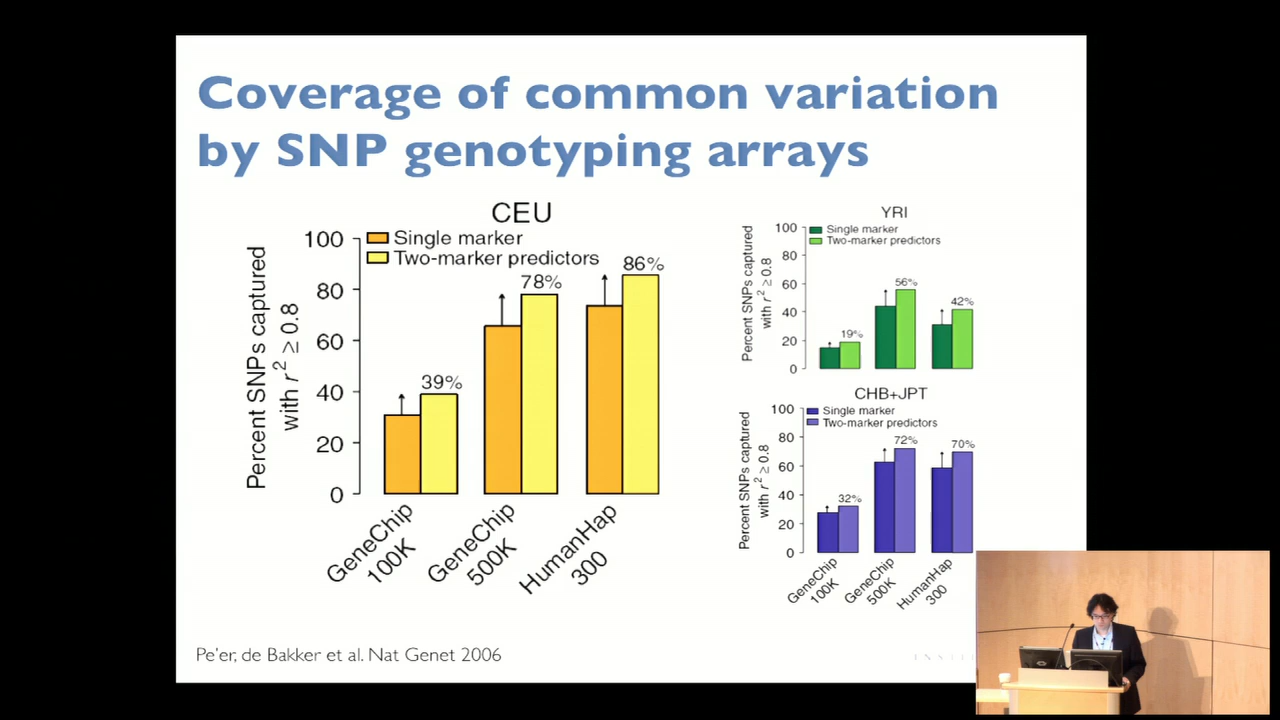 Coverage of common variation
by SNP genotyping arrays
CEU
Single marker
Two-marker predictors
Percent SNPs captured
with r² ≥ 0.8
100
80
60
40
20
0
39%
78%
86%
GeneChip
100K
GeneChip
500K
HumanHap
300
YRI
Single marker
Two-marker predictors
Percent SNPs captured
with r² ≥ 0.8
100
80
60
40
20
0
19%
56%
42%
CHB+JPT
Single marker
Two-marker predictors
Percent SNPs captured
with r² ≥ 0.8
100
80
60
40
20
0
32%
72%
70%
GeneChip
100K
GeneChip
500K
HumanHap
300
Pe'er, de Bakker et al. Nat Genet 2006